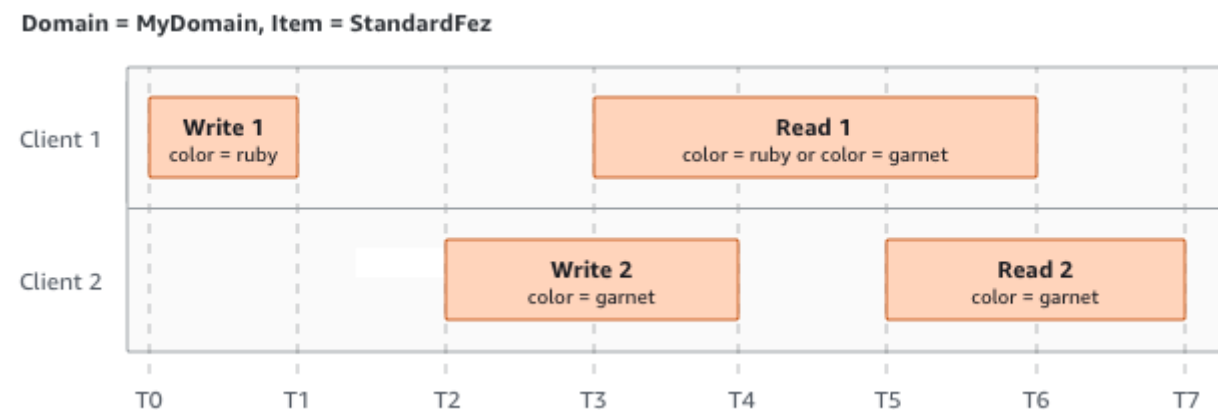 Domain = MyDomain, Item = StandardFez
Client 1
Write 1
color = ruby
Read 1
color = ruby or color = garnet
Client 2
Write 2
color = garnet
Read 2
color = garnet
T0 T1 T2 T3 T4 T5 T6 T7